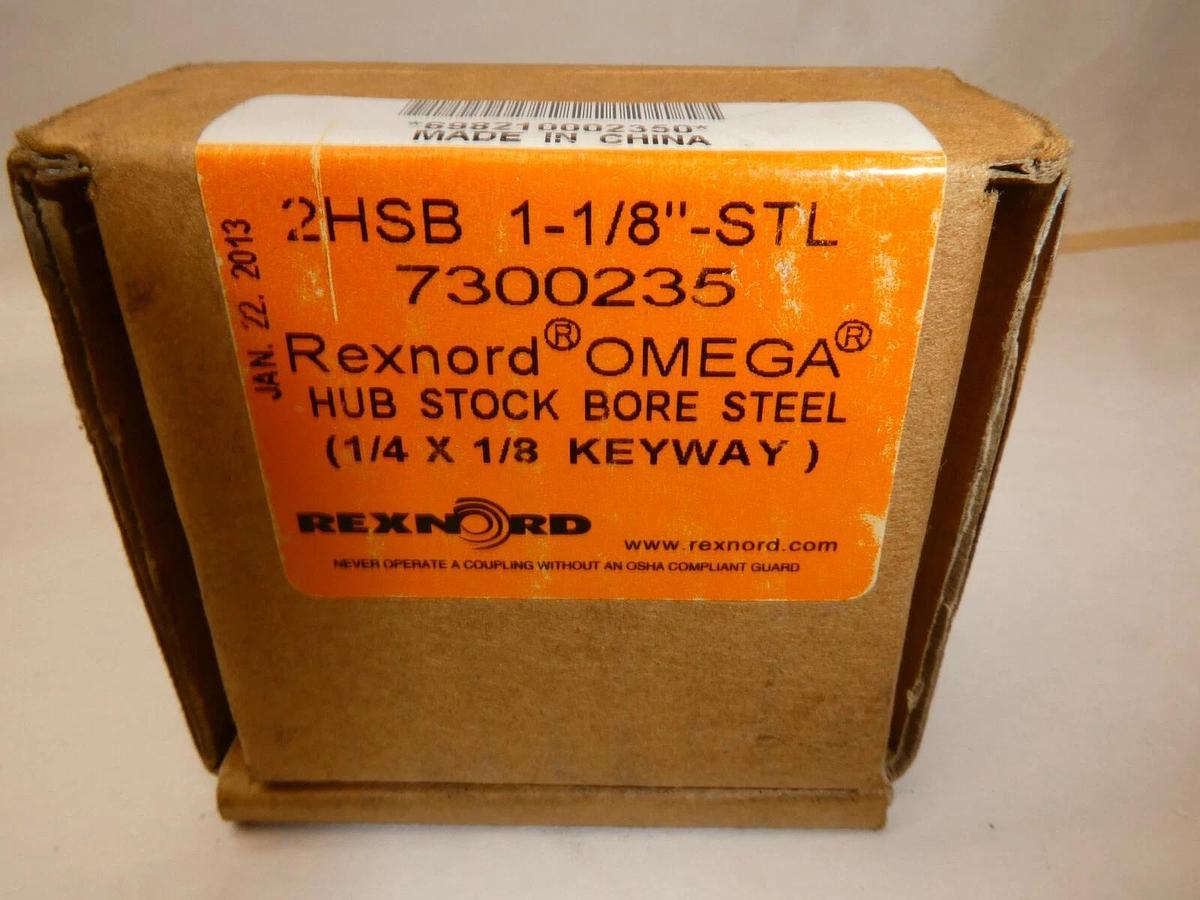 *698210002350*
MADE IN CHINA
2HSB 1-1/8"-STL
7300235
Rexnord® OMEGA®
HUB STOCK BORE STEEL
(1/4 X 1/8 KEYWAY)
JAN. 22. 2013
REXNORD
www.rexnord.com
NEVER OPERATE A COUPLING WITHOUT AN OSHA COMPLIANT GUARD